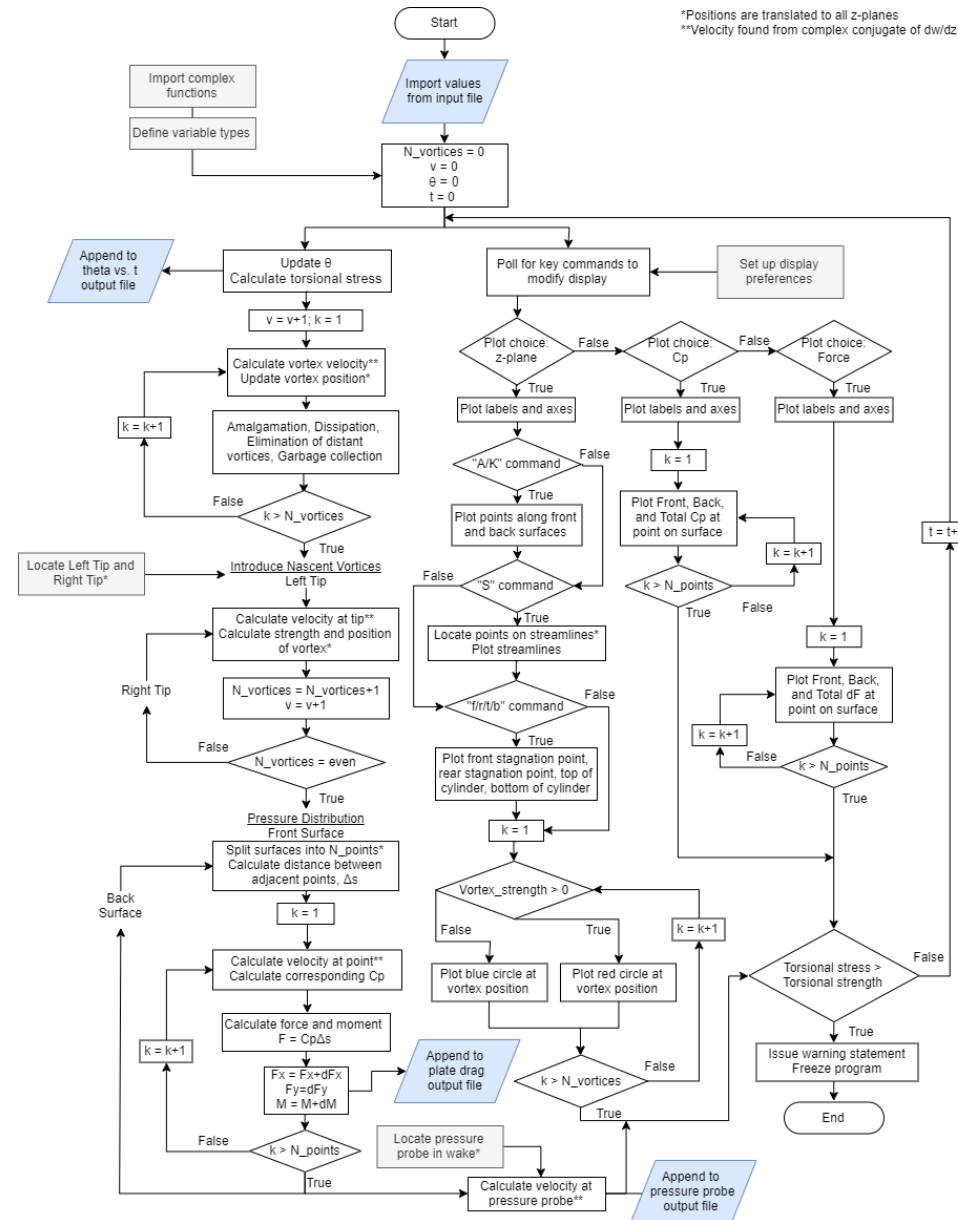 *Positions are translated to all z-planes
**Velocity found from complex conjugate of dw/dz
Start
Import complex
functions
Import values
from input file
Define variable types
N_vortices = 0
v = 0
θ = 0
t = 0
Append to
theta vs. t
output file
Update θ
Calculate torsional stress
Poll for key commands to
modify display
Set up display
preferences
v = v+1; k = 1
Plot choice:
z-plane
False
Plot choice:
Cp
False
Plot choice:
Force
True
True
True
Calculate vortex velocity**
Update vortex position*
Plot labels and axes
Plot labels and axes
Plot labels and axes
k = k+1
Amalgamation, Dissipation,
Elimination of distant
vortices, Garbage collection
"A/K" command
False
True
k = 1
False
k > N_vortices
True
Plot points along front
and back surfaces
Plot Front, Back,
and Total Cp at
point on surface
k = k+1
t = t+
Locate Left Tip and
Right Tip*
Introduce Nascent Vortices
Left Tip
False
"S" command
True
k > N_points
True
False
Calculate velocity at tip**
Calculate strength and position
of vortex*
Locate points on streamlines*
Plot streamlines
k = 1
Right Tip
N_vortices = N_vortices+1
v = v+1
"f/r/t/b" command
False
True
Plot Front, Back,
and Total dF at
point on surface
k = k+1
False
N_vortices = even
True
Plot front stagnation point,
rear stagnation point, top of
cylinder, bottom of cylinder
False
k > N_points
True
Pressure Distribution
Front Surface
k = 1
Split surfaces into N_points*
Calculate distance between
adjacent points, Δs
Back
Surface
k = 1
Vortex_strength > 0
False
True
k = k+1
Calculate velocity at point**
Calculate corresponding Cp
Plot blue circle at
vortex position
Plot red circle at
vortex position
Torsional stress >
Torsional strength
False
True
k = k+1
Calculate force and moment
F = CpΔs
Fx = Fx+dFx
Fy=dFy
M = M+dM
Append to
plate drag
output file
k > N_vortices
False
True
Issue warning statement
Freeze program
End
False
k > N_points
True
Locate pressure
probe in wake*
Calculate velocity at
pressure probe**
Append to
pressure probe
output file